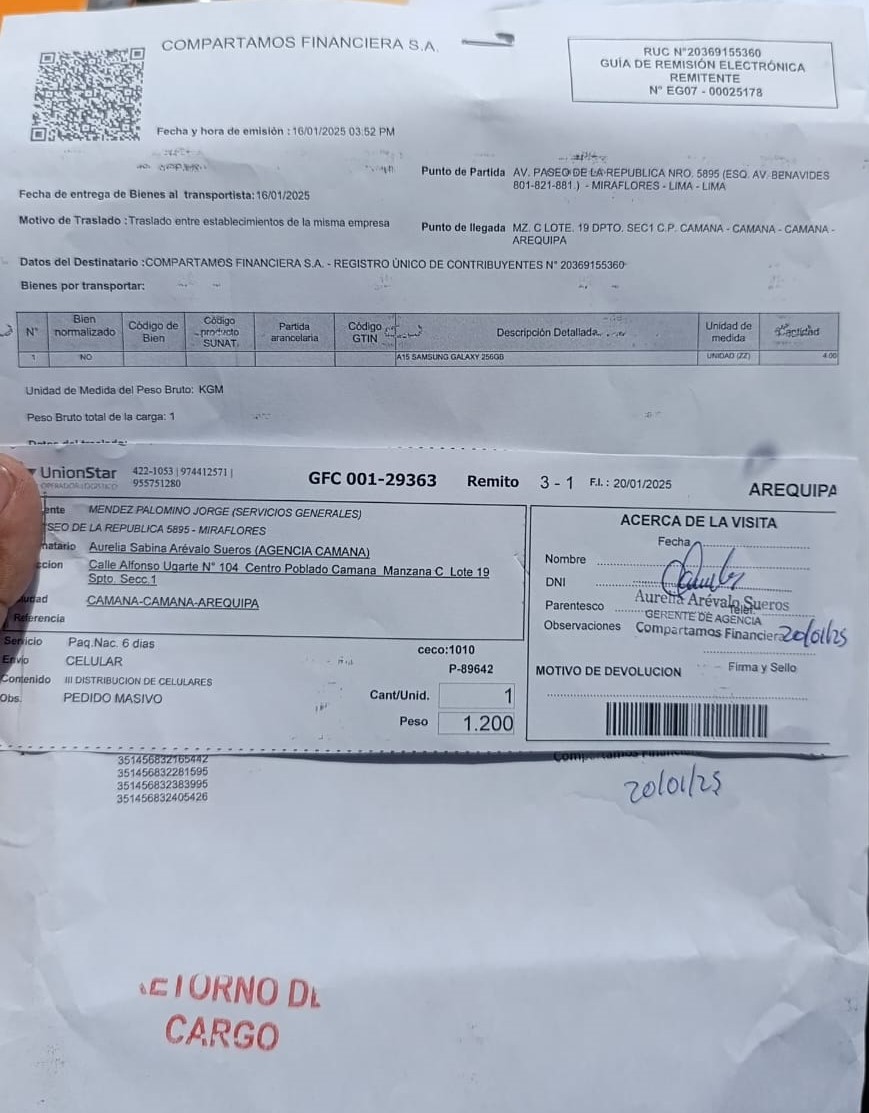 COMPARTAMOS FINANCIERA S.A.
RUC N°20369155360
GUÍA DE REMISIÓN ELECTRÓNICA
REMITENTE
N° EG07 - 00025178
Fecha y hora de emisión : 16/01/2025 03:52 PM
Punto de Partida AV. PASEO DE LA REPUBLICA NRO. 5895 (ESQ. AV. BENAVIDES
801-821-881.) - MIRAFLORES - LIMA - LIMA
Fecha de entrega de Bienes al transportista: 16/01/2025
Motivo de Traslado : Traslado entre establecimientos de la misma empresa
Punto de llegada MZ. C LOTE. 19 DPTO. SEC1 C.P. CAMANA - CAMANA - CAMANA -
AREQUIPA
Datos del Destinatario : COMPARTAMOS FINANCIERA S.A. - REGISTRO ÚNICO DE CONTRIBUYENTES N° 20369155360
Bienes por transportar:
N° Bien normalizado Código de Bien Código producto SUNAT Partida arancelaria Código GTIN Descripción Detallada Unidad de medida Cantidad
1 NO A15 SAMSUNG GALAXY 256GB UNIDAD (ZZ) 4.00
Unidad de Medida del Peso Bruto: KGM
Peso Bruto total de la carga: 1
UnionStar 422-1053 | 974412571 |
OPERADOR LOGISTICO 955751280
GFC 001-29363 Remito 3 - 1 F.I. : 20/01/2025 AREQUIPA
ente MENDEZ PALOMINO JORGE (SERVICIOS GENERALES)
SEO DE LA REPUBLICA 5895 - MIRAFLORES
natario Aurelia Sabina Arévalo Sueros (AGENCIA CAMANA)
ccion Calle Alfonso Ugarte N° 104 Centro Poblado Camana Manzana C Lote 19
Spto. Secc.1
udad CAMANA-CAMANA-AREQUIPA
Referencia
ACERCA DE LA VISITA
Fecha
Nombre
DNI
Parentesco
Telef.
Observaciones
Aurelia Arévalo Sueros
GERENTE DE AGENCIA
Compartamos Financiera
20/01/25
Firma y Sello
MOTIVO DE DEVOLUCION
Servicio Paq.Nac. 6 dias
Envio CELULAR
Contenido III DISTRIBUCION DE CELULARES
Obs. PEDIDO MASIVO
ceco:1010
P-89642
Cant/Unid. 1
Peso 1.200
351456832165442
351456832281595
351456832383995
351456832405426
20/01/25
ETORNO DE
CARGO